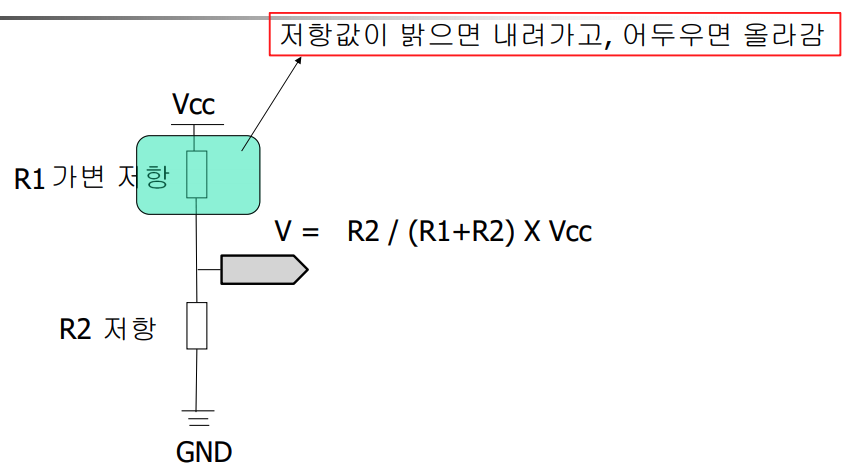 저항값이 밝으면 내려가고, 어두우면 올라감
Vcc
R1 가변 저항
V = R2 / (R1+R2) X Vcc
R2 저항
GND